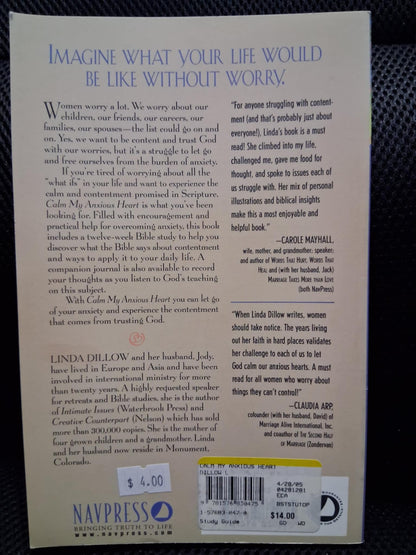 IMAGINE WHAT YOUR LIFE WOULD
BE LIKE WITHOUT WORRY.
Women worry a lot. We worry about our
children, our friends, our careers, our
families, our spouses—the list could go on and
on. Yes, we want to be content and trust God
with our worries, but it's a struggle to let go
and free ourselves from the burden of anxiety.
If you're tired of worrying about all the
"what ifs" in your life and want to experience the
calm and contentment promised in Scripture,
Calm My Anxious Heart is what you've been
looking for. Filled with encouragement and
practical help for overcoming anxiety, this book
includes a twelve-week Bible study to help you
discover what the Bible says about contentment
and ways to apply it to your daily life. A
companion journal is also available to record
your thoughts as you listen to God's teaching
on this subject.
With Calm My Anxious Heart you can let go
of your anxiety and experience the contentment
that comes from trusting God.
LINDA DILLOW and her husband, Jody,
have lived in Europe and Asia and have been
involved in international ministry for more
than twenty years. A highly requested speaker
for retreats and Bible studies, she is the author
of Intimate Issues (Waterbrook Press) and
Creative Counterpart (Nelson) which has sold
more than 300,000 copies. She is the mother of
four grown children and a grandmother. Linda
and her husband now reside in Monument,
Colorado.
$ 4.00
NAVPRESS
BRINGING TRUTH TO LIFE
www.navpress.com
"For anyone struggling with content-
ment (and that's probably just about
everyone!), Linda's book is a must
read! She climbed into my life,
challenged me, gave me food for
thought, and spoke to issues each of
us struggle with. Her mix of personal
illustrations and biblical insights
make this a most enjoyable and
helpful book."
—CAROLE MAYHALL,
wife, mother, and grandmother; speaker;
and author of WORDS THAT HURT, WORDS THAT
HEAL and (with her husband, Jack)
MARRIAGE TAKES MORE THAN LOVE
(both NavPress)
"When Linda Dillow writes, women
should take notice. The years living
out her faith in hard places validates
her challenge to each of us to let
God calm our anxious hearts. A must
read for all women who worry about
things they can't control!"
—CLAUDIA ARP,
cofounder (with her husband, David) of
Marriage Alive International, Inc.
and coauthor of THE SECOND HALF
OF MARRIAGE (Zondervan)
CALM MY ANXIOUS HEART
DILLOW L
4/20/05
04201201
ECA
BSTSTUTOP
9 781576 830475
1-57683-047-0
$14.00
Study Guide
GD WO